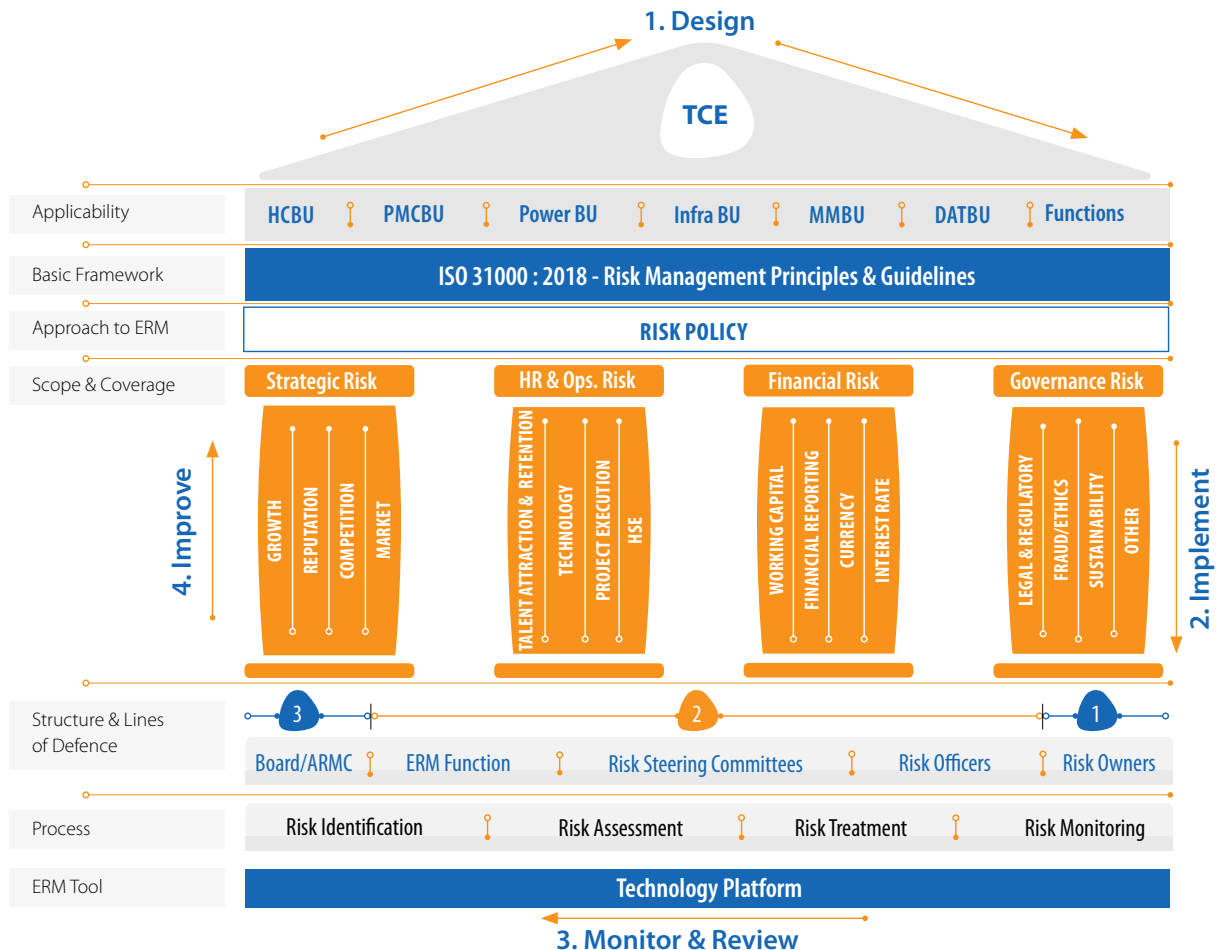 1. Design
TCE
Applicability
HCBU
PMCBU
Power BU
Infra BU
MMBU
DATBU
Functions
Basic Framework
ISO 31000 : 2018 - Risk Management Principles & Guidelines
Approach to ERM
RISK POLICY
Scope & Coverage
Strategic Risk
HR & Ops. Risk
Financial Risk
Governance Risk
4. Improve
GROWTH
REPUTATION
COMPETITION
MARKET
TALENT ATTRACTION & RETENTION
TECHNOLOGY
PROJECT EXECUTION
HSE
WORKING CAPITAL
FINANCIAL REPORTING
CURRENCY
INTEREST RATE
LEGAL & REGULATORY
FRAUD/ETHICS
SUSTAINABILITY
OTHER
2. Implement
Structure & Lines
of Defence
3
2
1
Board/ARMC
ERM Function
Risk Steering Committees
Risk Officers
Risk Owners
Process
Risk Identification
Risk Assessment
Risk Treatment
Risk Monitoring
ERM Tool
Technology Platform
3. Monitor & Review